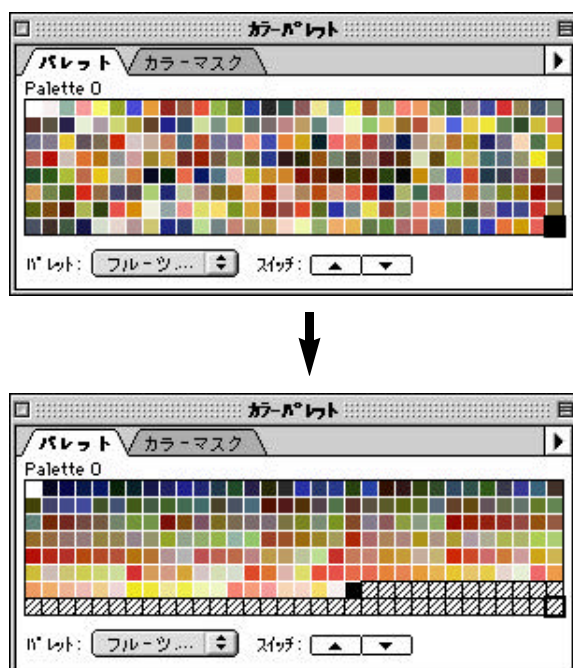 カラーパレット
パレット カラーマスク
Palette 0
パレット: フルーツ.... スイッチ:
カラーパレット
パレット カラーマスク
Palette 0
パレット: フルーツ.... スイッチ: